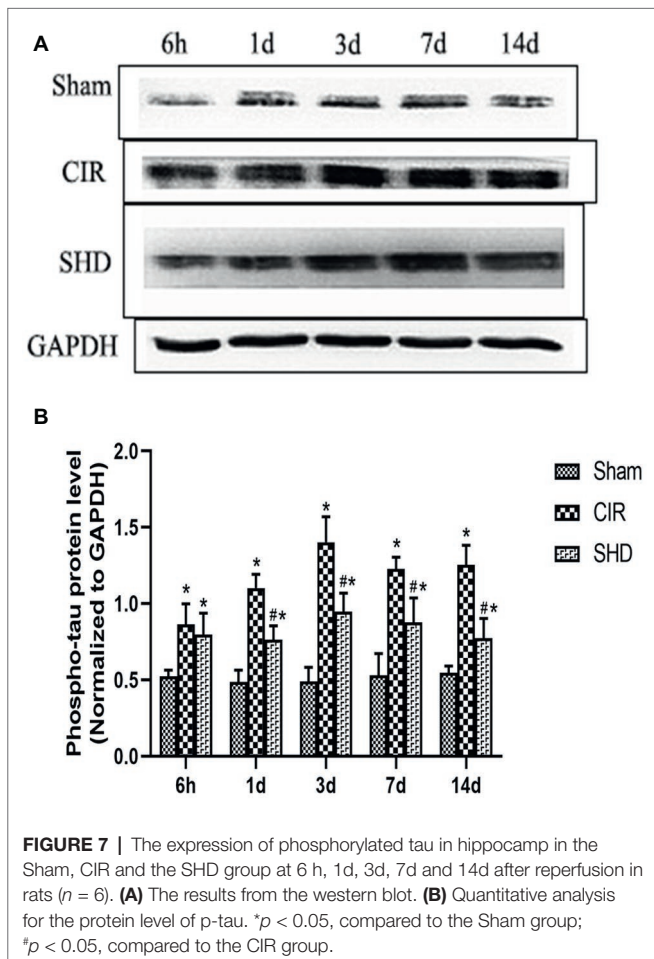 A
6h 1d 3d 7d 14d
Sham
CIR
SHD
GAPDH
B
Phospho-tau protein level
(Normalized to GAPDH)
2.0
1.5
1.0
0.5
0.0
* * * #* * #* * #* * #*
6h 1d 3d 7d 14d
Sham
CIR
SHD
FIGURE 7 | The expression of phosphorylated tau in hippocamp in the
Sham, CIR and the SHD group at 6 h, 1d, 3d, 7d and 14d after reperfusion in
rats (n = 6). (A) The results from the western blot. (B) Quantitative analysis
for the protein level of p-tau. *p < 0.05, compared to the Sham group;
#p < 0.05, compared to the CIR group.